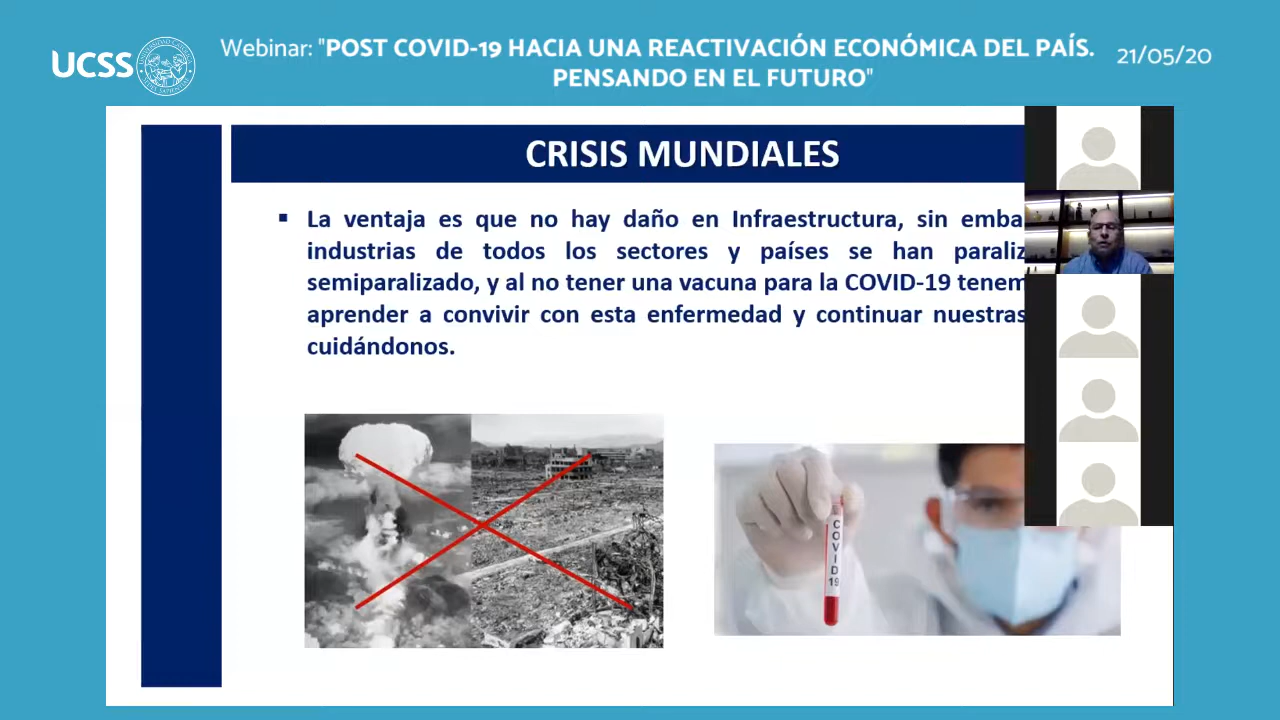 UCSS
Webinar: "POST COVID-19 HACIA UNA REACTIVACIÓN ECONÓMICA DEL PAÍS.
PENSANDO EN EL FUTURO"
21/05/20
CRISIS MUNDIALES
▪ La ventaja es que no hay daño en Infraestructura, sin
industrias de todos los sectores y países se han
semiparalizado, y al no tener una vacuna para la COVID-19
aprender a convivir con esta enfermedad y continuar nuestras
cuidándonos.
COVID
19